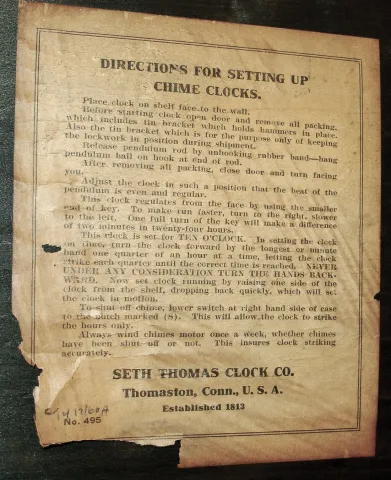 DIRECTIONS FOR SETTING UP
CHIME CLOCKS.
Place clock on shelf face to the wall.
Before starting clock open door and remove all packing,
which includes tin bracket which holds hammers in place.
Also the tin bracket which is for the purpose only of keeping
the lockwork in position during shipment.
Release pendulum rod by unhooking rubber band—hang
pendulum ball on hook at end of rod.
After removing all packing, close door and turn facing
you.
Adjust the clock in such a position that the beat of the
pendulum is even and regular.
This clock regulates from the face by using the smaller
end of key. To make run faster, turn to the right, slower
to the left. One full turn of the key will make a difference
of two minutes in twenty-four hours.
This clock is set for TEN O'CLOCK. In setting the clock
on time, turn the clock forward by the longest or minute
hand one quarter of an hour at a time, letting the clock
strike each quarter until the correct time is reached. NEVER
UNDER ANY CONSIDERATION TURN THE HANDS BACK-
WARD. Now set clock running by raising one side of the
clock from the shelf, dropping back quickly, which will set
the clock in motion.
To shut off chime, lower switch at right hand side of case
to the notch marked (S). This will allow the clock to strike
the hours only.
Always wind chimes motor once a week, whether chimes
have been shut off or not. This insures clock striking
accurately.
SETH THOMAS CLOCK CO.
Thomaston, Conn., U. S. A.
Established 1813
No. 495